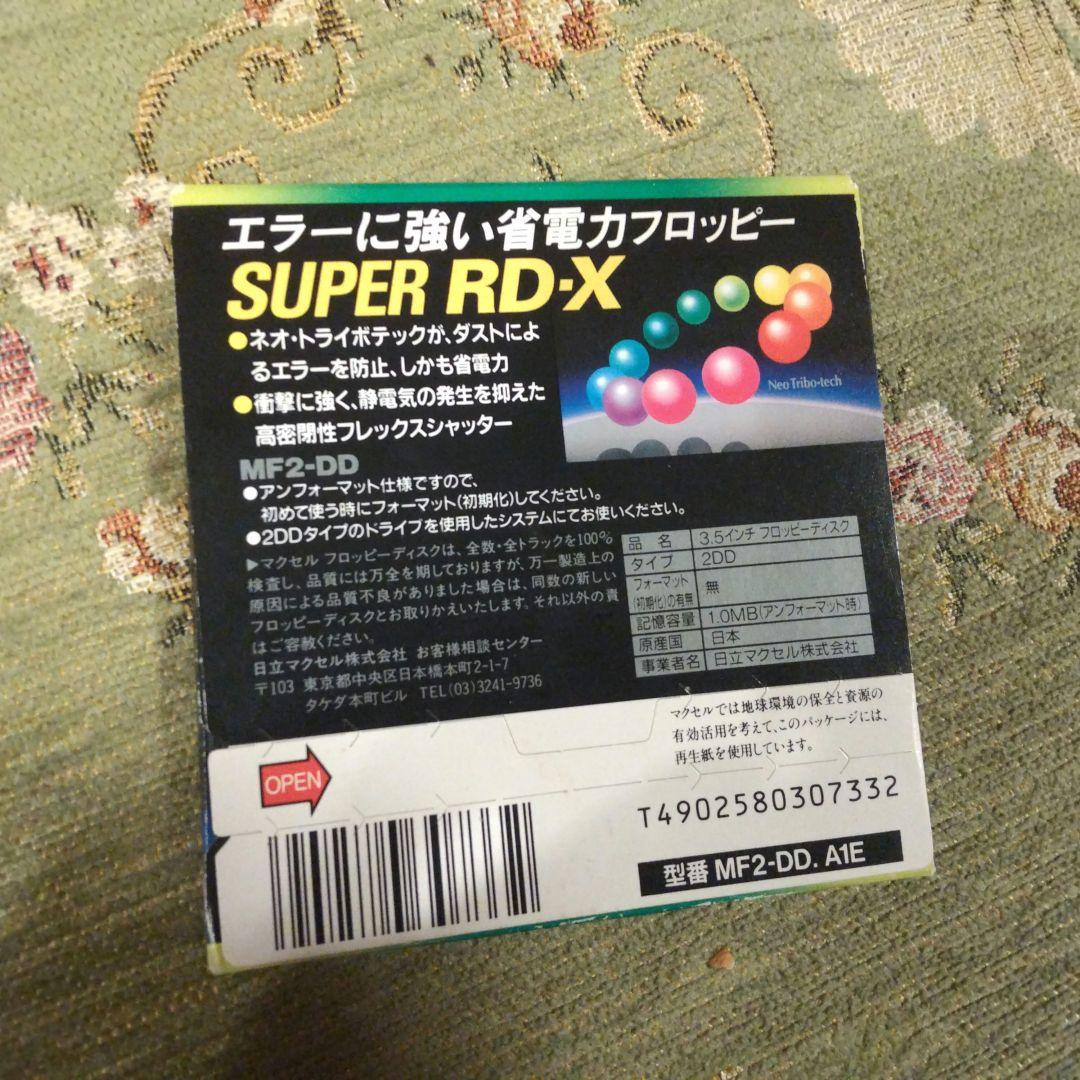 エラーに強い省電力フロッピー
SUPER RD-X
●ネオ・トライボテックが、ダストによ
るエラーを防止、しかも省電力
●衝撃に強く、静電気の発生を抑えた
高密閉性フレックスシャッター
Neo Tribo-tech
MF2-DD
●アンフォーマット仕様ですので、
初めて使う時にフォーマット(初期化)してください。
●2DDタイプのドライブを使用したシステムにてお使いください。
▶マクセル フロッピーディスクは、全数・全トラックを100%
検査し、品質には万全を期しておりますが、万一製造上の
原因による品質不良がありました場合は、同数の新しい
フロッピーディスクとお取りかえいたします。それ以外の責
はご容赦ください。
日立マクセル株式会社 お客様相談センター
〒103 東京都中央区日本橋本町2-1-7
タケダ本町ビル TEL(03)3241-9736
品名 3.5インチ フロッピーディスク
タイプ 2DD
フォーマット(初期化)の有無 無
記憶容量 1.0MB(アンフォーマット時)
原産国 日本
事業者名 日立マクセル株式会社
マクセルでは地球環境の保全と資源の
有効活用を考えて、このパッケージには、
再生紙を使用しています。
OPEN
T4902580307332
型番 MF2-DD. A1E